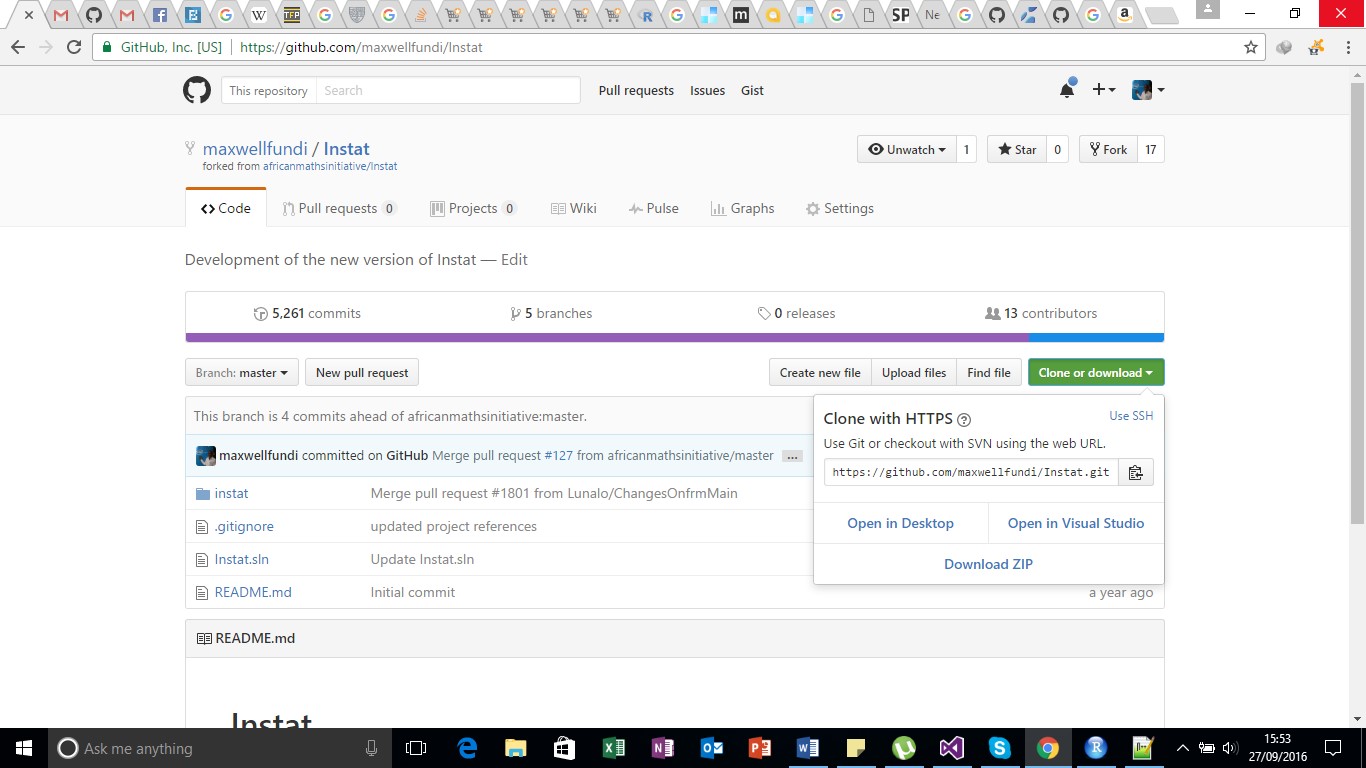 GitHub, Inc. [US] https://github.com/maxwellfundi/Instat
This repository Search Pull requests Issues Gist
maxwellfundi / Instat Unwatch 1 Star 0 Fork 17
forked from africanmathsinitiative/Instat
Code Pull requests 0 Projects 0 Wiki Pulse Graphs Settings
Development of the new version of Instat — Edit
5,261 commits 5 branches 0 releases 13 contributors
Branch: master New pull request Create new file Upload files Find file Clone or download
This branch is 4 commits ahead of africanmathsinitiative:master.
Clone with HTTPS Use SSH
Use Git or checkout with SVN using the web URL.
https://github.com/maxwellfundi/Instat.git
Open in Desktop Open in Visual Studio
Download ZIP
maxwellfundi committed on GitHub Merge pull request #127 from africanmathsinitiative/master ...
instat Merge pull request #1801 from Lunalo/ChangesOnfrmMain
.gitignore updated project references
Instat.sln Update Instat.sln
README.md Initial commit a year ago
README.md
Instat
Ask me anything
15:53
27/09/2016